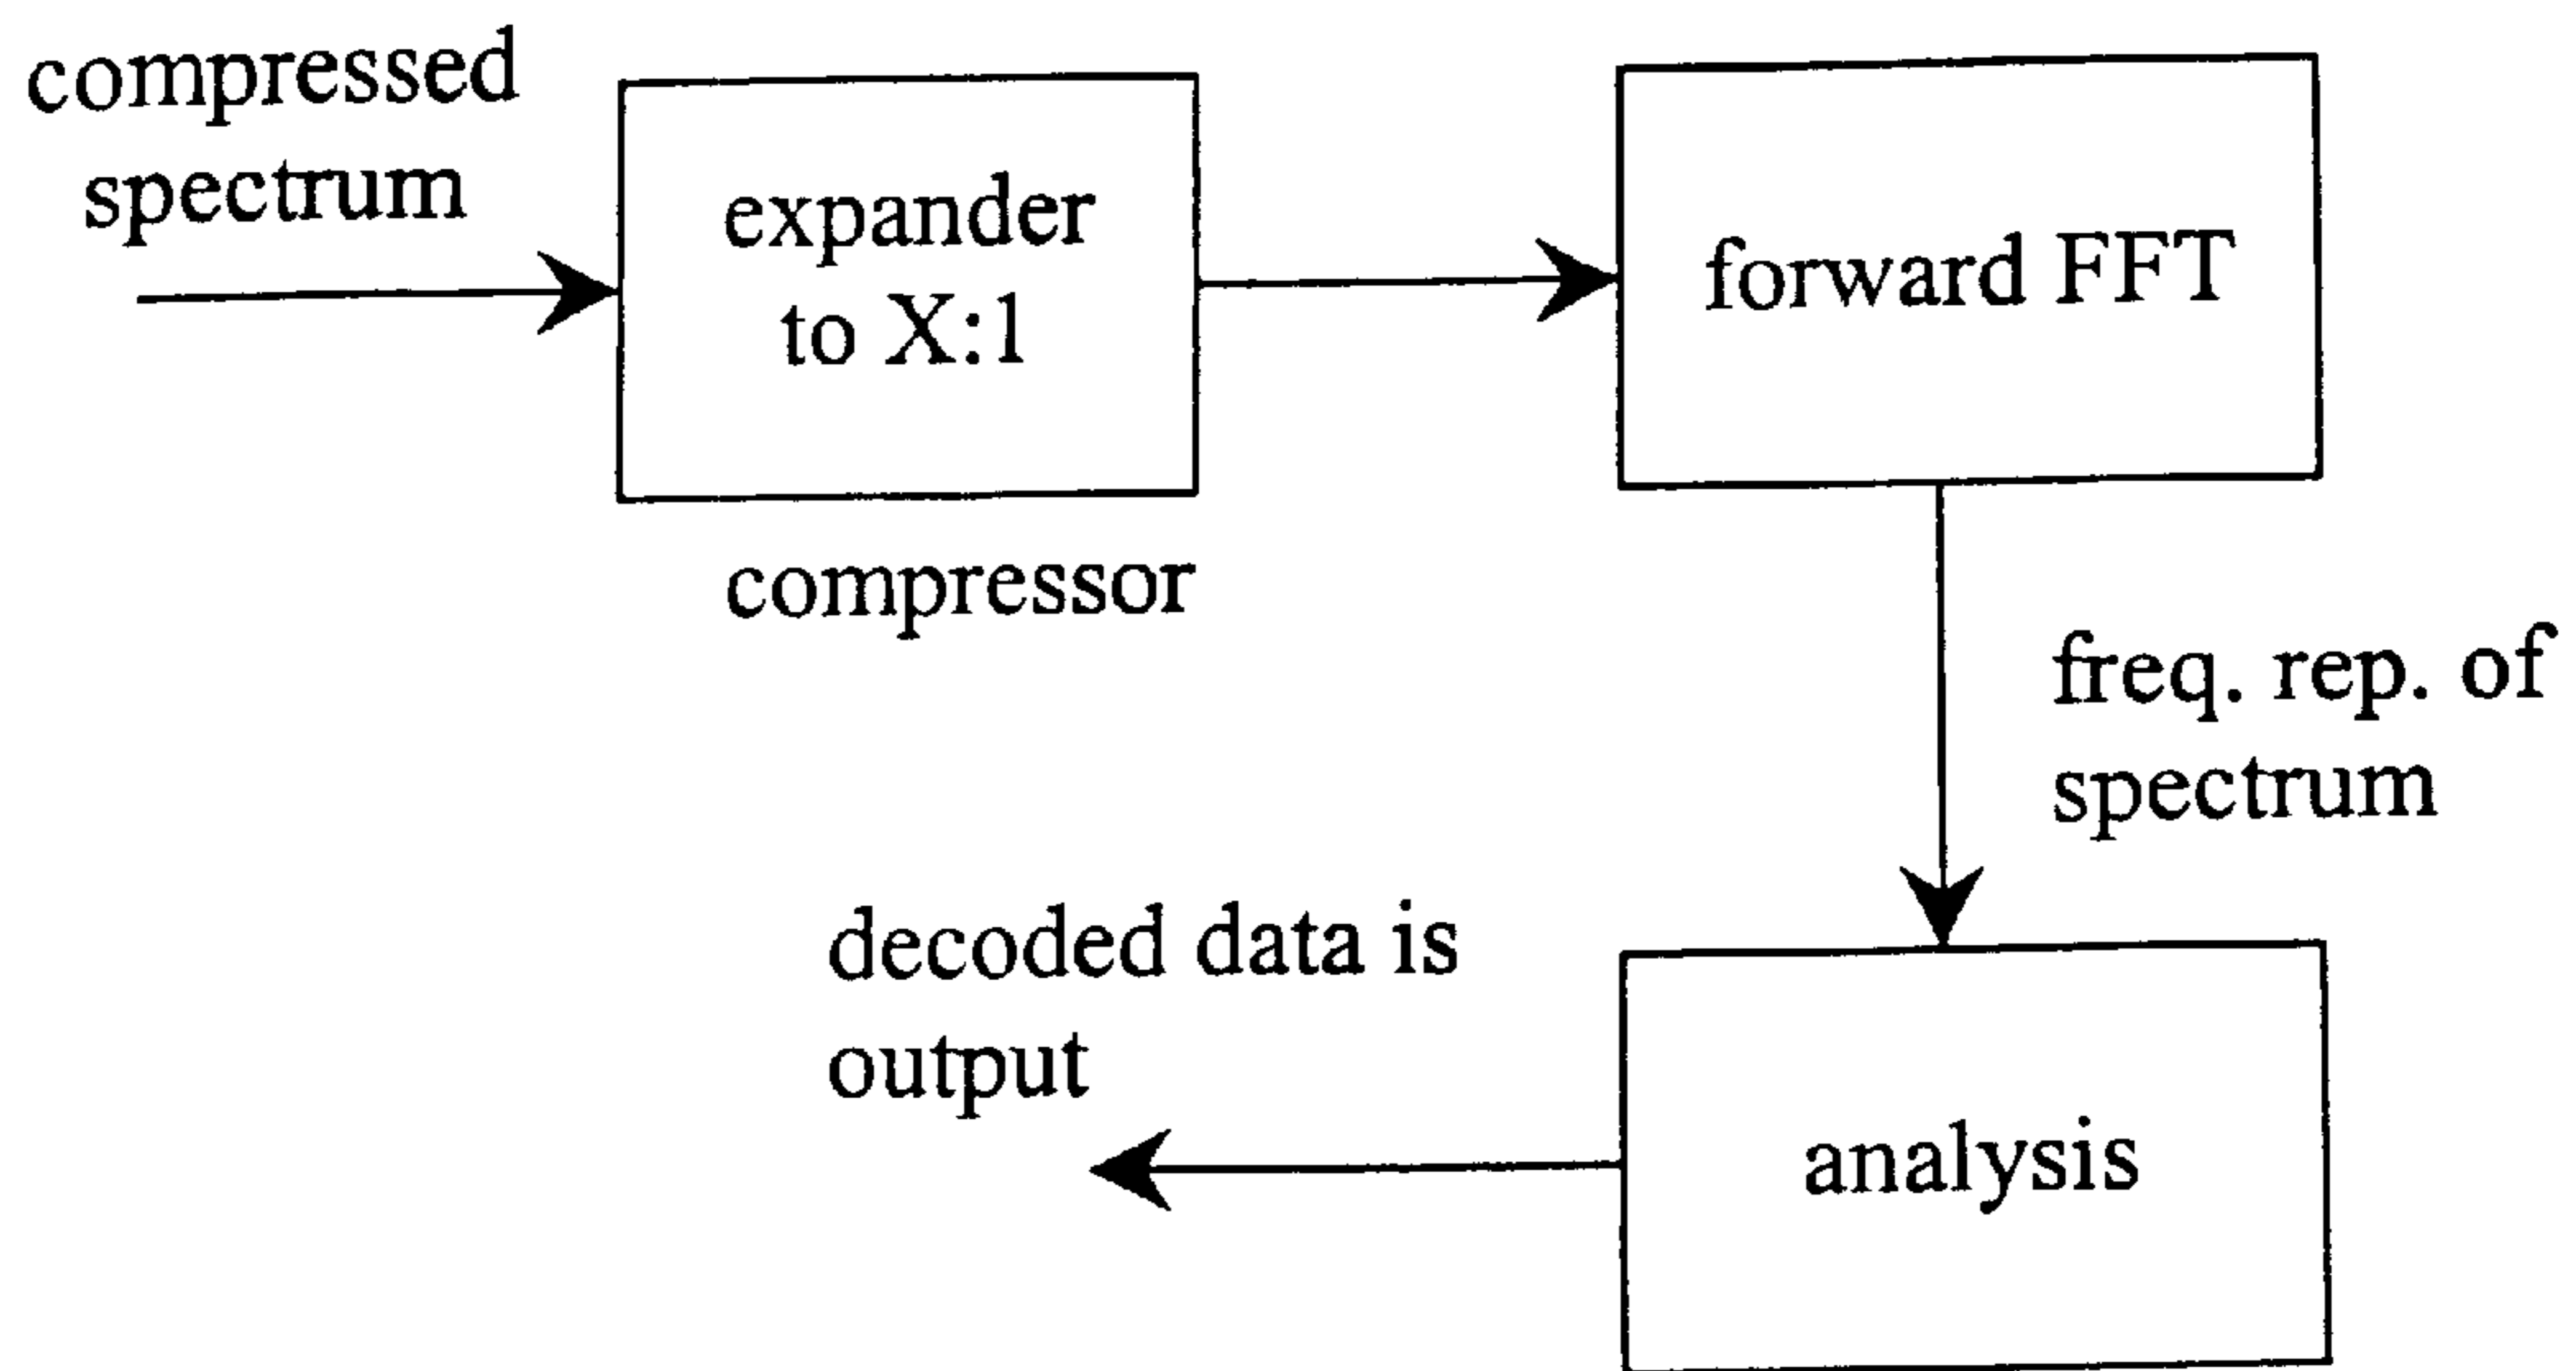 compressed
spectrum
expander
to X:1
compressor
forward FFT
freq. rep. of
spectrum
analysis
decoded data is
output